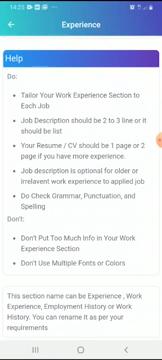 14:25
Experience
Help
Do:
Tailor Your Work Experience Section to
Each Job
Job Description should be 2 to 3 line or it
should be list
Your Resume / CV should be 1 page or 2
page if you have more experience.
Job description is optional for older or
irrelavent work experience to applied job
Do Check Grammar, Punctuation, and
Spelling
Don't:
Don't Put Too Much Info in Your Work
Experience Section
Don't Use Multiple Fonts or Colors
This section name can be Experience , Work
Experience, Employment History or Work
History. You can rename it as per your
requirements